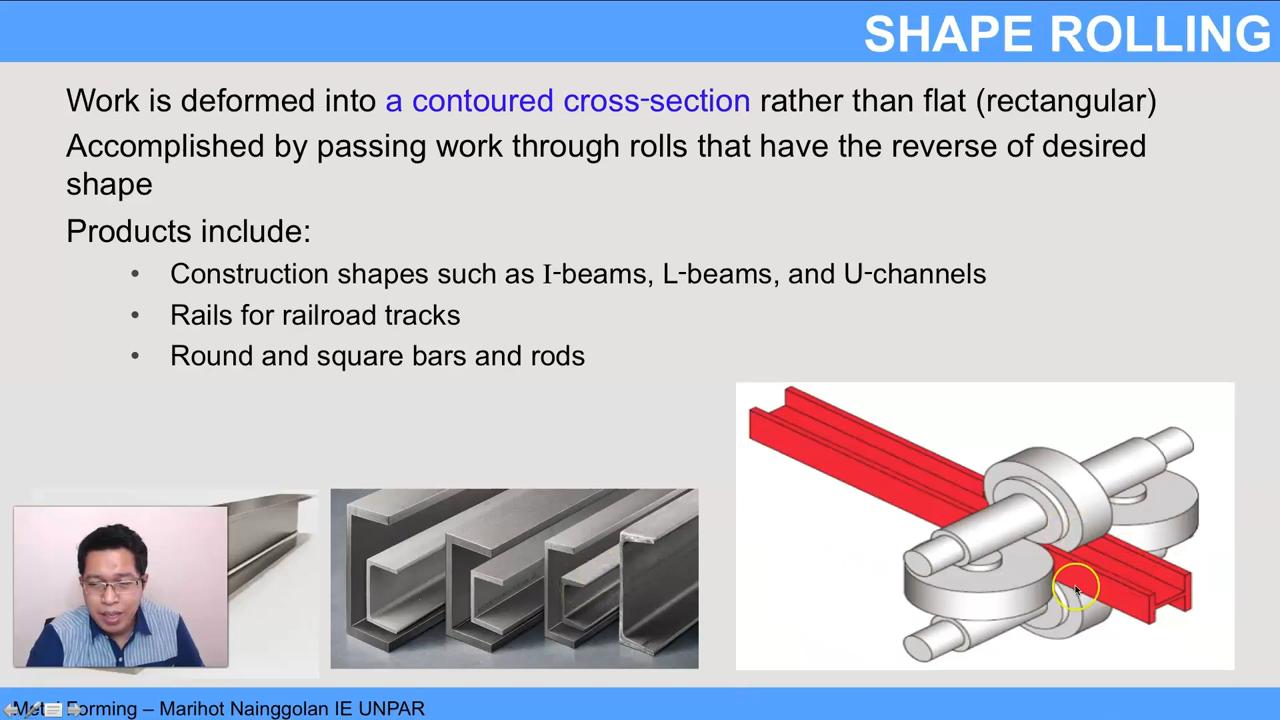 SHAPE ROLLING
Work is deformed into a contoured cross-section rather than flat (rectangular)
Accomplished by passing work through rolls that have the reverse of desired
shape
Products include:
• Construction shapes such as I-beams, L-beams, and U-channels
• Rails for railroad tracks
• Round and square bars and rods
Metal Forming – Marihot Nainggolan IE UNPAR